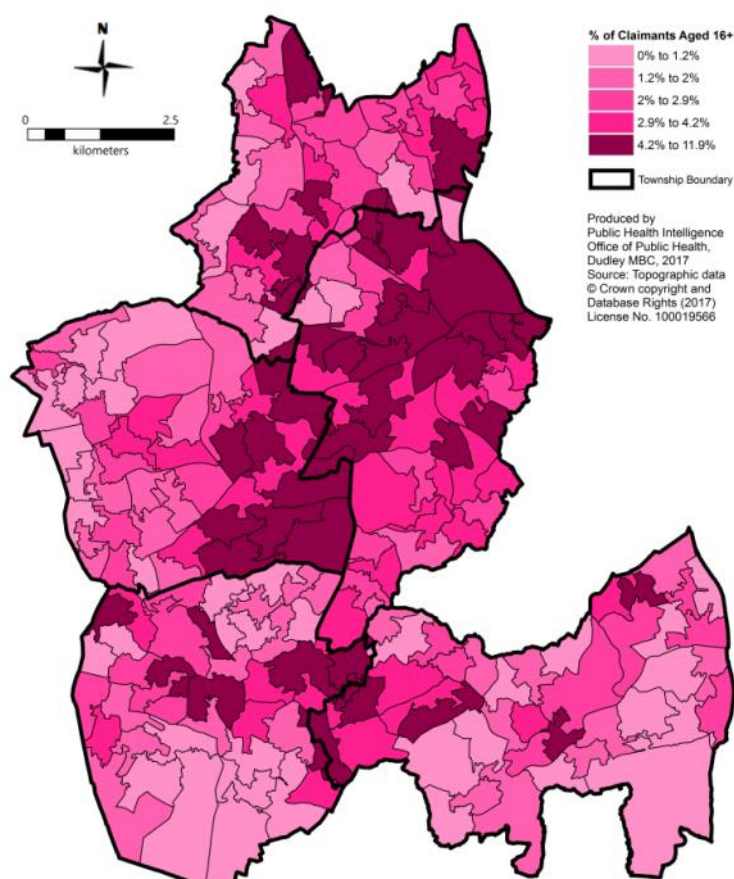 N
0 2.5
kilometers
% of Claimants Aged 16+
0% to 1.2%
1.2% to 2%
2% to 2.9%
2.9% to 4.2%
4.2% to 11.9%
Township Boundary
Produced by
Public Health Intelligence
Office of Public Health,
Dudley MBC, 2017
Source: Topographic data
© Crown copyright and
Database Rights (2017)
License No. 100019566